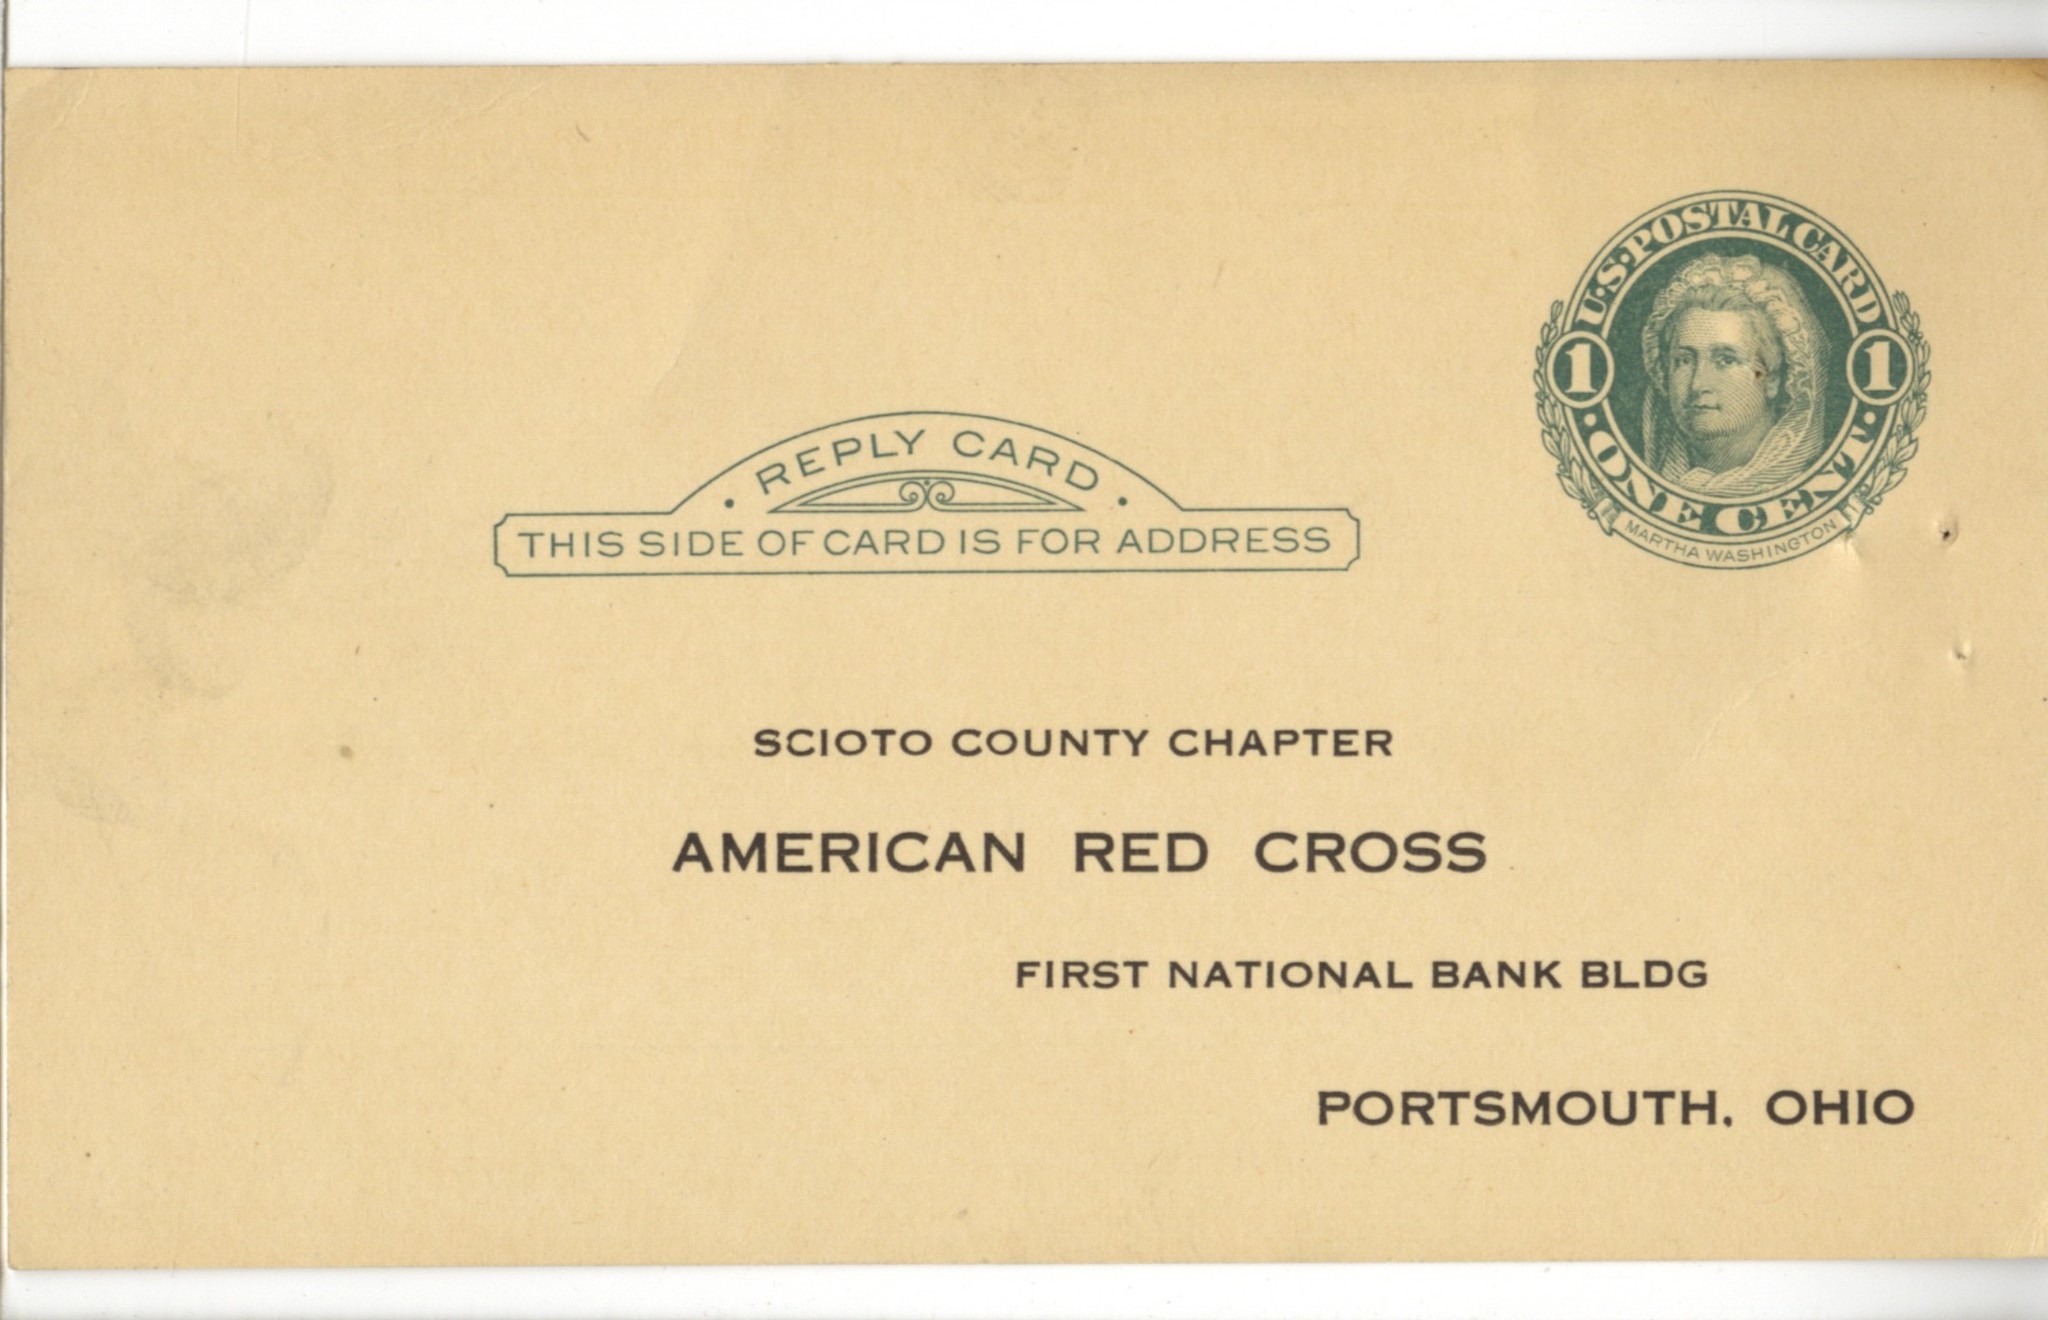 U·S·POSTAL CARD
1 1
·ONE CENT·
MARTHA WASHINGTON
· REPLY CARD ·
THIS SIDE OF CARD IS FOR ADDRESS
SCIOTO COUNTY CHAPTER
AMERICAN RED CROSS
FIRST NATIONAL BANK BLDG
PORTSMOUTH, OHIO